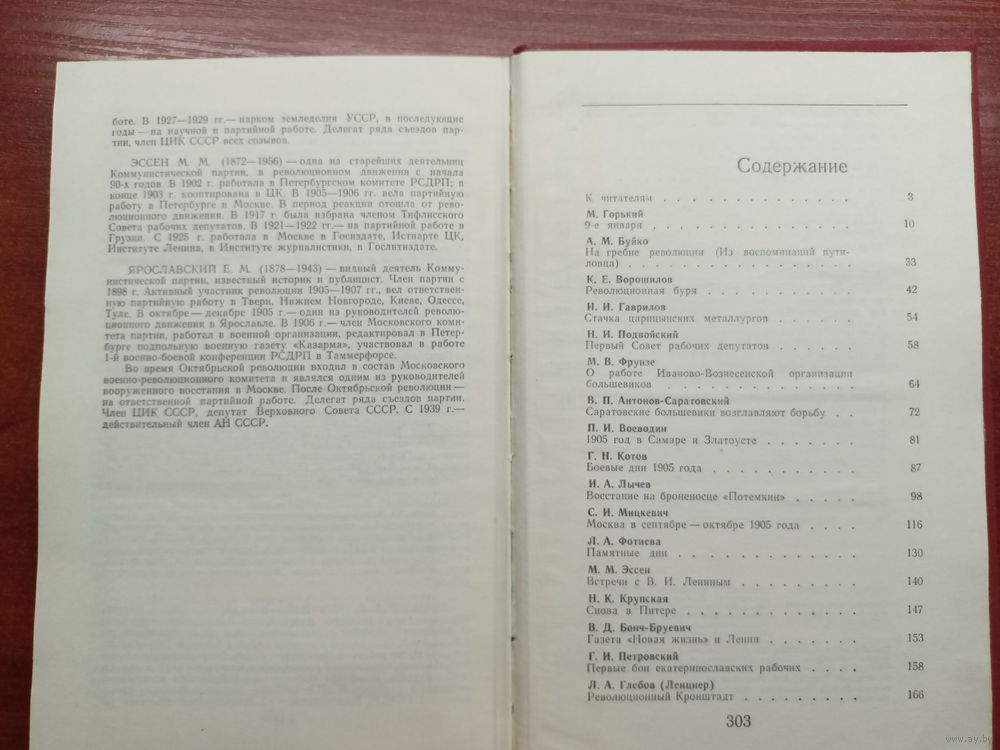 боте. В 1927—1929 гг.— нарком земледелия УССР, в последующие
годы — на научной и партийной работе. Делегат ряда съездов пар-
тии, член ЦИК СССР всех созывов.
ЭССЕН М. М. (1872—1956) — одна из старейших деятельниц
Коммунистической партии, в революционном движении с начала
90-х годов. В 1902 г. работала в Петербургском комитете РСДРП; в
конце 1903 г. кооптирована в ЦК. В 1905—1906 гг. вела партийную
работу в Петербурге и Москве. В период реакции отошла от рево-
люционного движения. В 1917 г. была избрана членом Тифлисского
Совета рабочих депутатов. В 1921—1922 гг.— на партийной работе в
Грузии. С 1925 г. работала в Москве в Госиздате, Истпарте ЦК,
Институте Ленина, в Институте журналистики, в Гослитиздате.
ЯРОСЛАВСКИЙ Е. М. (1878—1943) — видный деятель Комму-
нистической партии, известный историк и публицист. Член партии с
1898 г. Активный участник революции 1905—1907 гг., вел ответствен-
ную партийную работу в Твери, Нижнем Новгороде, Киеве, Одессе,
Туле. В октябре — декабре 1905 г.— один из руководителей револю-
ционного движения в Ярославле. В 1906 г.— член Московского коми-
тета партии, работал в военной организации, редактировал в Петер-
бурге подпольную военную газету «Казарма», участвовал в работе
1-й военно-боевой конференции РСДРП в Таммерфорсе.
Во время Октябрьской революции входил в состав Московского
военно-революционного комитета и являлся одним из руководителей
вооруженного восстания в Москве. После Октябрьской революции —
на ответственной партийной работе. Делегат ряда съездов партии.
Член ЦИК СССР, депутат Верховного Совета СССР. С 1939 г.—
действительный член АН СССР.
Содержание
К читателям . . . . . . . . . . . . . 3
М. Горький
9-е января . . . . . . . . . . . . . 10
А. М. Буйко
На гребне революции (Из воспоминаний пути-
ловца) . . . . . . . . . . . . . . 33
К. Е. Ворошилов
Революционная буря . . . . . . . . . . 42
И. И. Гаврилов
Стачка царицынских металлургов . . . . . . 54
Н. И. Подвойский
Первый Совет рабочих депутатов . . . . . . 58
М. В. Фрунзе
О работе Иваново-Вознесенской организации
большевиков . . . . . . . . . . . . 64
В. П. Антонов-Саратовский
Саратовские большевики возглавляют борьбу . . 72
П. И. Воеводин
1905 год в Самаре и Златоусте . . . . . . . 81
Г. Н. Котов
Боевые дни 1905 года . . . . . . . . . . 87
И. А. Лычев
Восстание на броненосце «Потемкин» . . . . . 98
С. И. Мицкевич
Москва в сентябре — октябре 1905 года . . . . 116
Л. А. Фотиева
Памятные дни . . . . . . . . . . . . 130
М. М. Эссен
Встречи с В. И. Лениным . . . . . . . . . 140
Н. К. Крупская
Снова в Питере . . . . . . . . . . . . 147
В. Д. Бонч-Бруевич
Газета «Новая жизнь» и Ленин . . . . . . . 153
Г. И. Петровский
Первые бои екатеринославских рабочих . . . . 158
Л. А. Глебов (Ленцнер)
Революционный Кронштадт . . . . . . . . . 166
303
www.ay.by